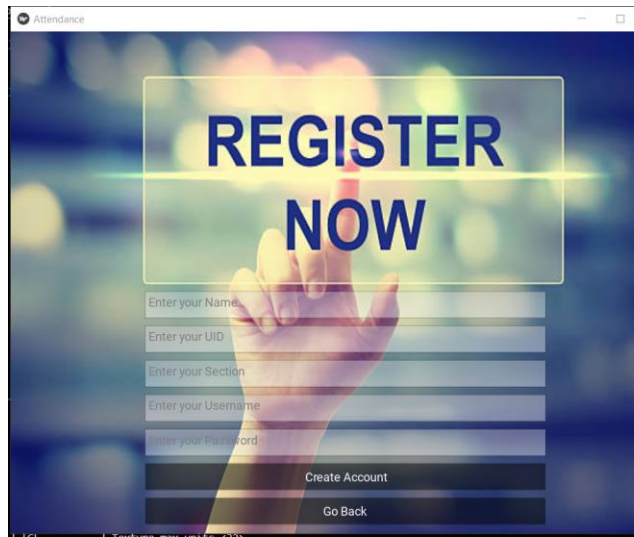 Attendance
REGISTER
NOW
Enter your Name
Enter your UID
Enter your Section
Enter your Username
Enter your Password
Create Account
Go Back